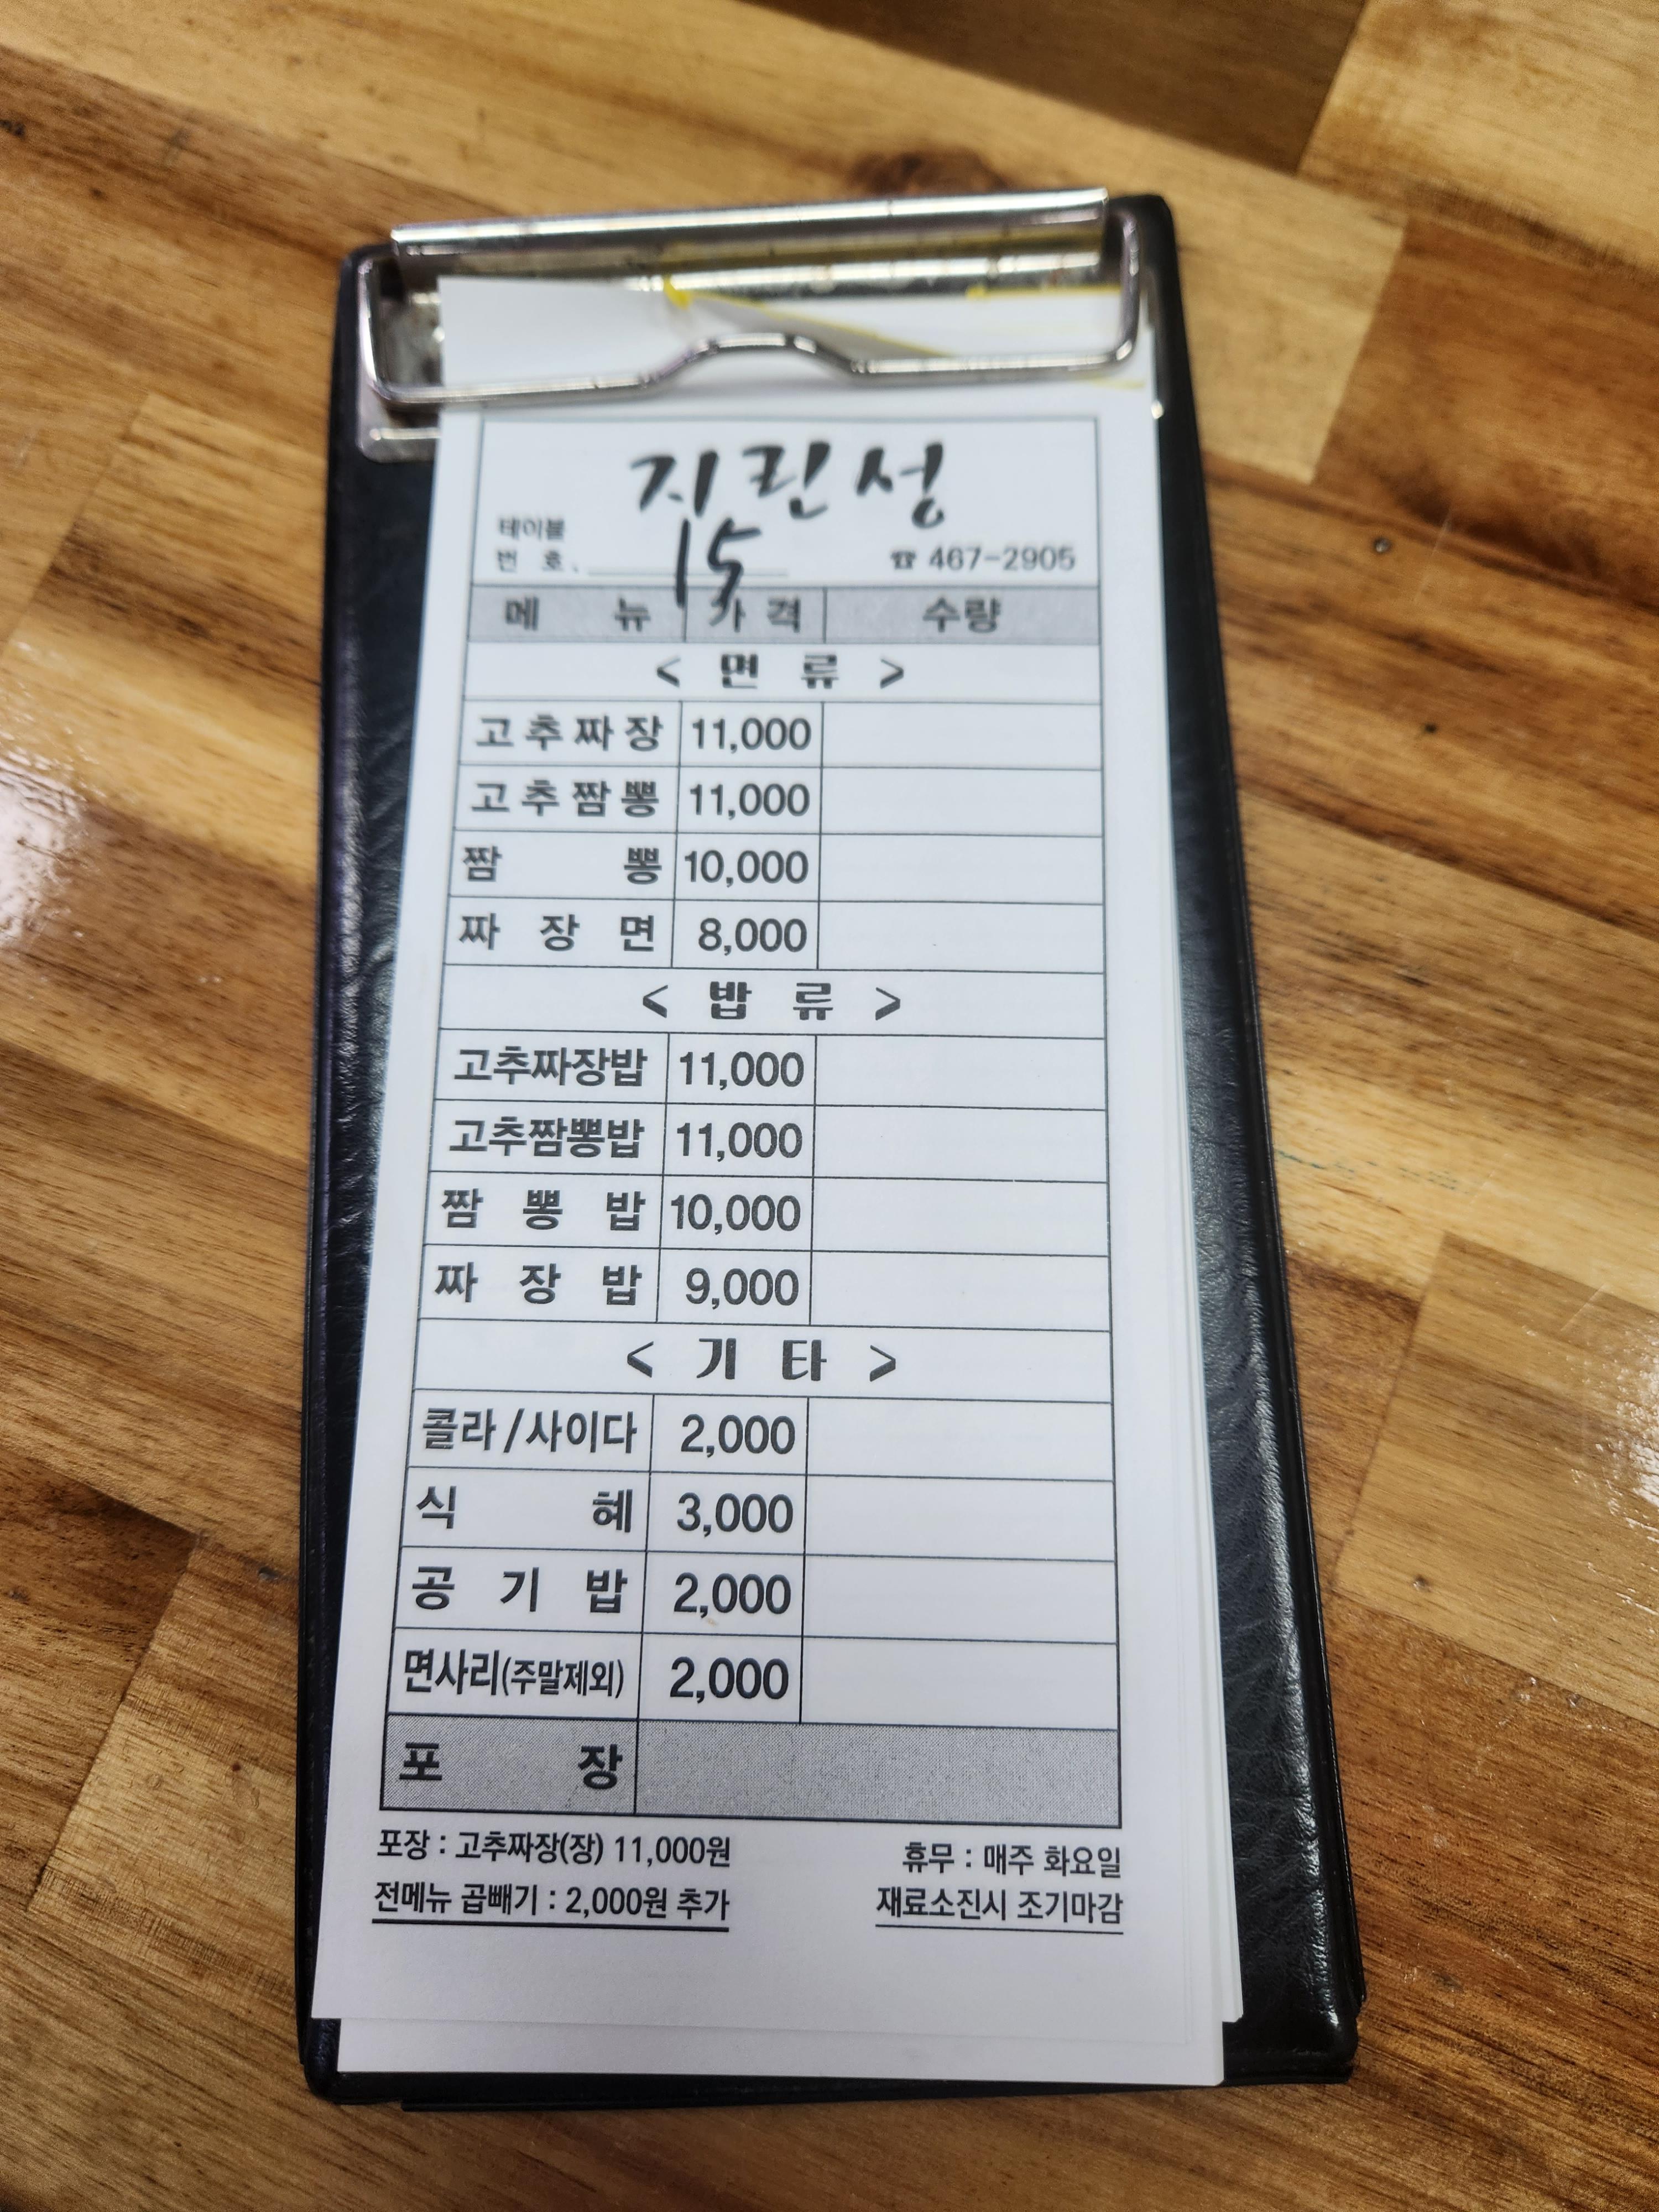 지린성
테이블
번 호. 15 ☎ 467-2905
메 뉴 가 격 수량
< 면 류 >
고추짜장 11,000
고추짬뽕 11,000
짬 뽕 10,000
짜 장 면 8,000
< 밥 류 >
고추짜장밥 11,000
고추짬뽕밥 11,000
짬 뽕 밥 10,000
짜 장 밥 9,000
< 기 타 >
콜라/사이다 2,000
식 혜 3,000
공 기 밥 2,000
면사리(주말제외) 2,000
포 장
포장 : 고추짜장(장) 11,000원 휴무 : 매주 화요일
전메뉴 곱빼기 : 2,000원 추가 재료소진시 조기마감